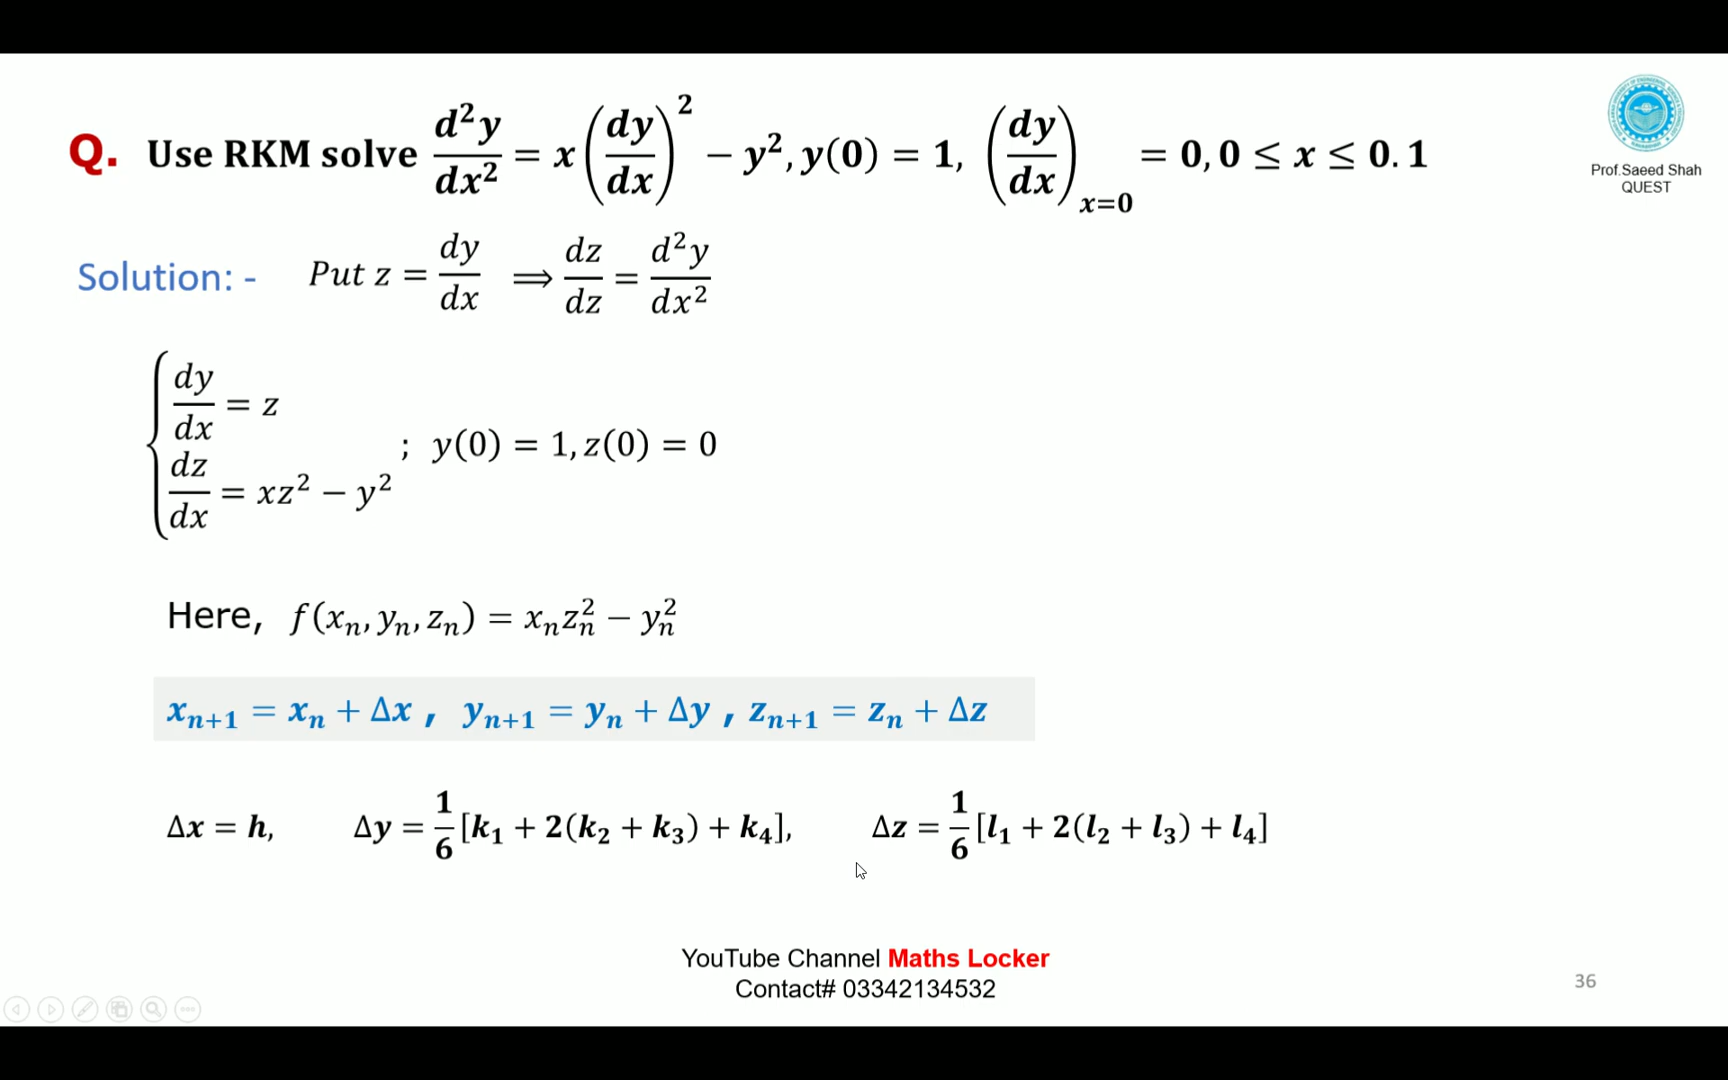 Q. Use RKM solve d²y/dx² = x(dy/dx)² − y², y(0) = 1, (dy/dx)ₓ₌₀ = 0, 0 ≤ x ≤ 0.1
Prof.Saeed Shah
QUEST
Solution: - Put z = dy/dx ⟹ dz/dz = d²y/dx²
dy/dx = z
; y(0) = 1, z(0) = 0
dz/dx = xz² − y²
Here, f(xₙ, yₙ, zₙ) = xₙzₙ² − yₙ²
xₙ₊₁ = xₙ + Δx , yₙ₊₁ = yₙ + Δy , zₙ₊₁ = zₙ + Δz
Δx = h, Δy = 1/6 [k₁ + 2(k₂ + k₃) + k₄], Δz = 1/6 [l₁ + 2(l₂ + l₃) + l₄]
YouTube Channel Maths Locker
Contact# 03342134532
36